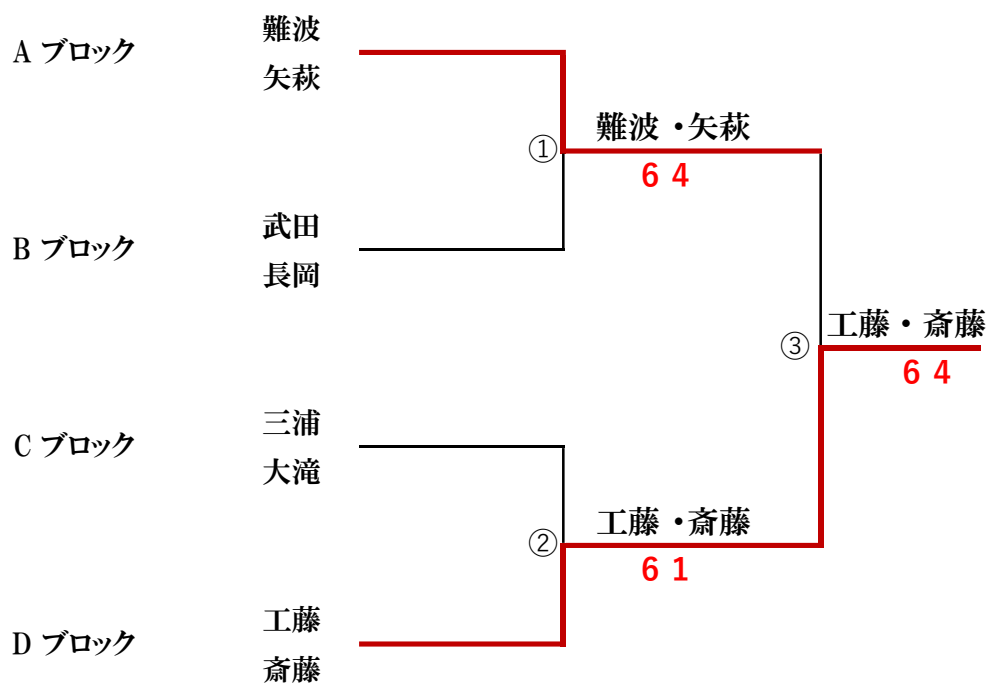 A ブロック
難波
矢萩
①
難波・矢萩
6 4
B ブロック
武田
長岡
③
工藤・斎藤
6 4
C ブロック
三浦
大滝
②
工藤・斎藤
6 1
D ブロック
工藤
斎藤